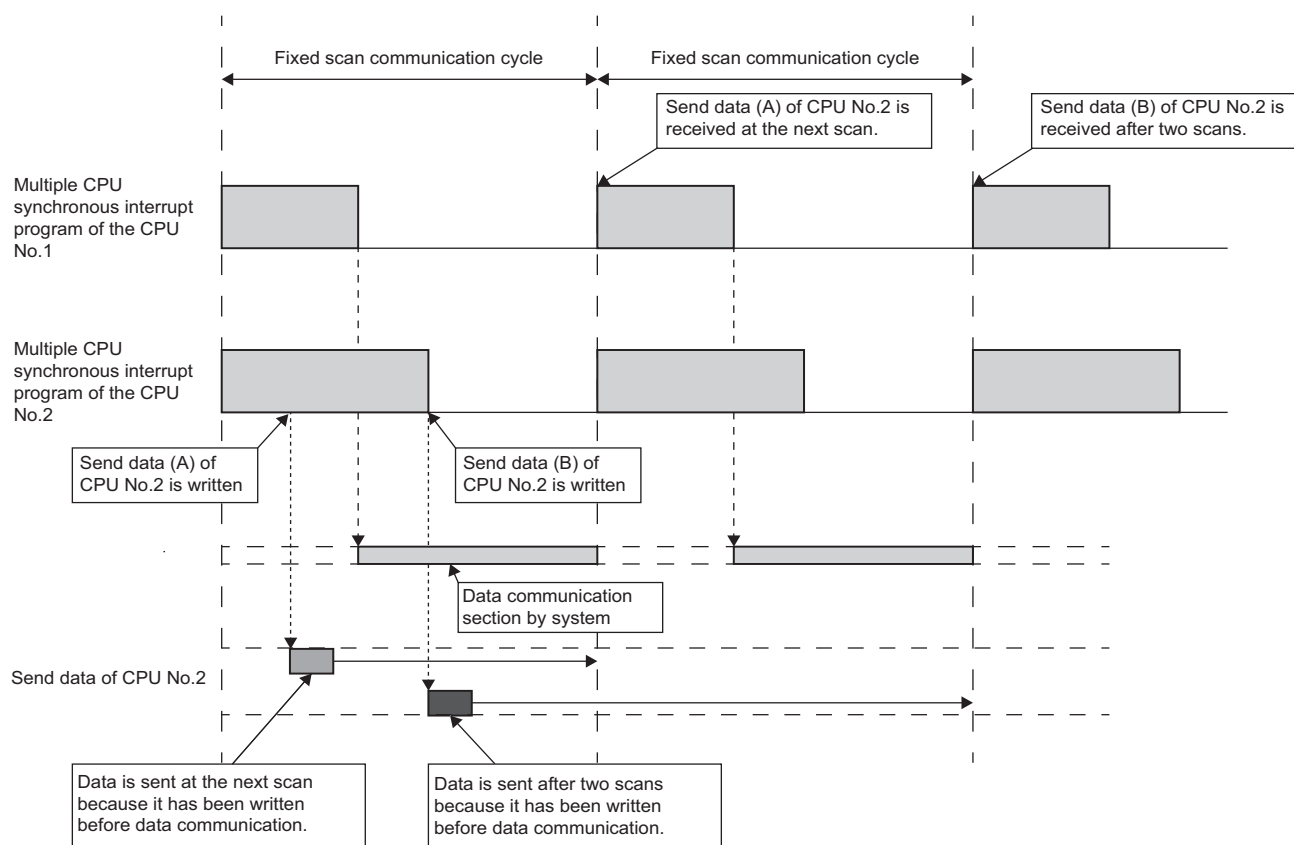 Fixed scan communication cycle
Fixed scan communication cycle
Send data (A) of CPU No.2 is
received at the next scan.
Send data (B) of CPU No.2 is
received after two scans.
Multiple CPU
synchronous interrupt
program of the CPU
No.1
Multiple CPU
synchronous interrupt
program of the CPU
No.2
Send data (A) of
CPU No.2 is written
Send data (B) of
CPU No.2 is written
Data communication
section by system
Send data of CPU No.2
Data is sent at the next scan
because it has been written
before data communication.
Data is sent after two scans
because it has been written
before data communication.